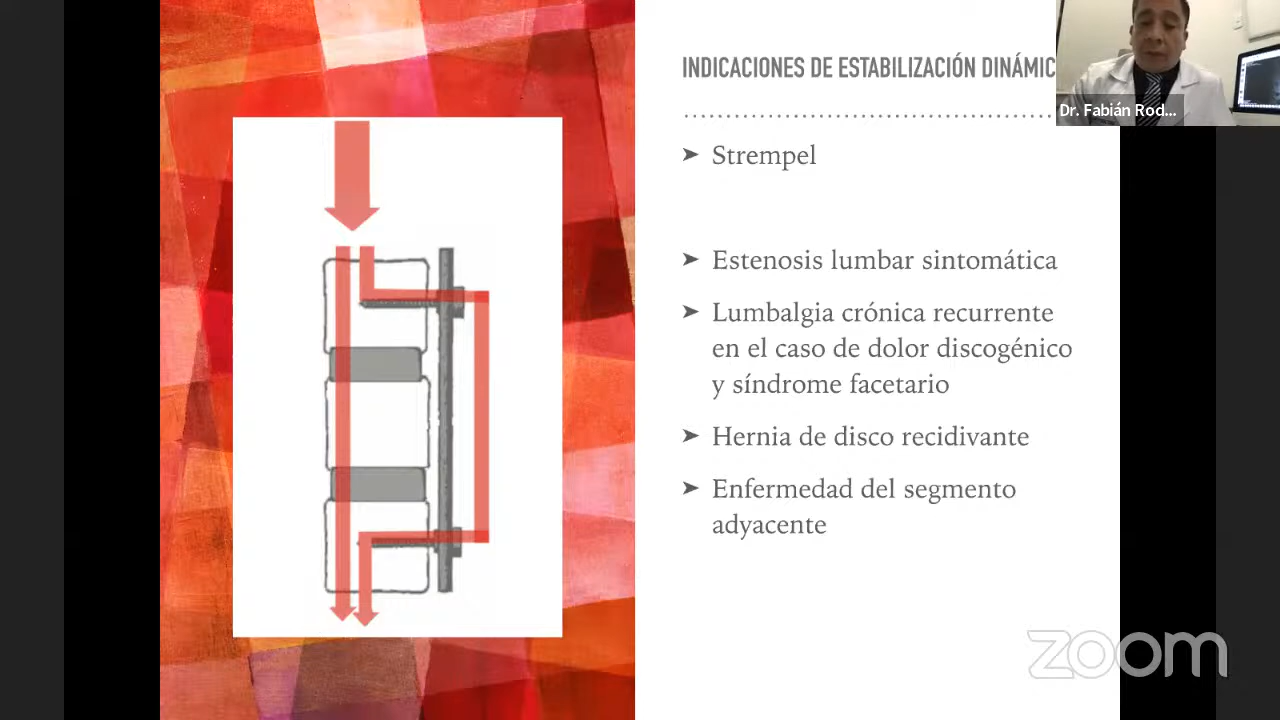 INDICACIONES DE ESTABILIZACIÓN DINÁMIC
Dr. Fabián Rod...
➤ Strempel
➤ Estenosis lumbar sintomática
➤ Lumbalgia crónica recurrente
en el caso de dolor discogénico
y síndrome facetario
➤ Hernia de disco recidivante
➤ Enfermedad del segmento
adyacente
zoom